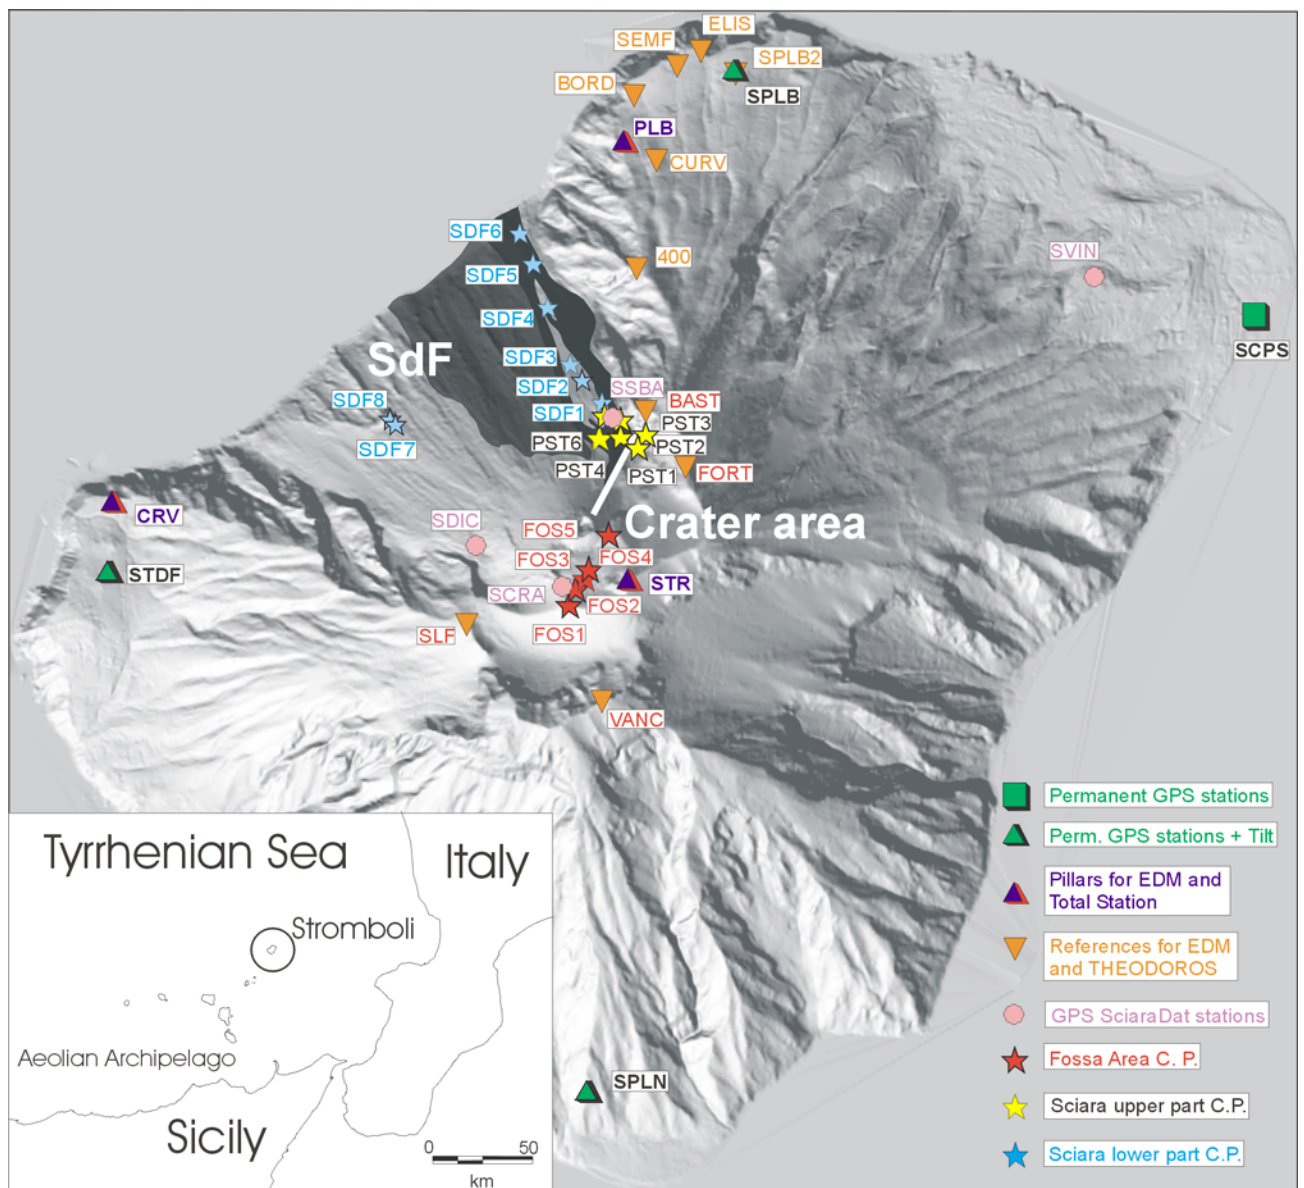 ELIS
SEMF
SPLB2
BORD
SPLB
PLB
CURV
SDF6
400
SVIN
SDF5
SDF4
SCPS
SdF
SDF3
SDF2
SSBA
SDF8
BAST
SDF1
PST3
PST6
PST2
SDF7
PST4
PST1
FORT
CRV
SDIC
FOS5
Crater area
FOS3
FOS4
STDF
STR
SCRA
FOS2
SLF
FOS1
VANC
Permanent GPS stations
Perm. GPS stations + Tilt
Pillars for EDM and
Total Station
References for EDM
and THEODOROS
GPS SciaraDat stations
Fossa Area C. P.
Sciara upper part C.P.
Sciara lower part C.P.
SPLN
Tyrrhenian Sea
Italy
Stromboli
Aeolian Archipelago
Sicily
0 50
km